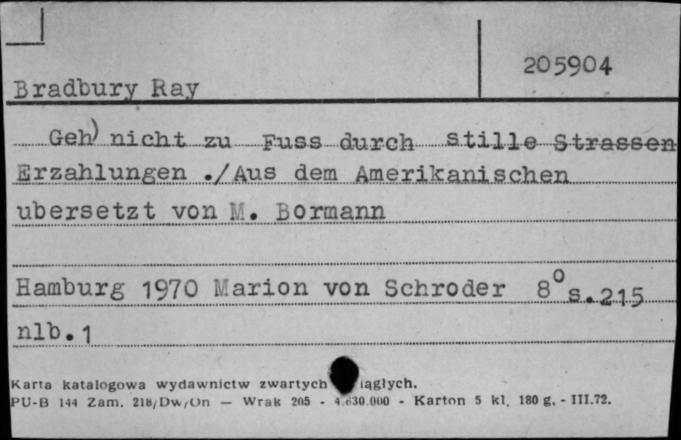 205904
Bradbury Ray
Geh) nicht zu Fuss durch stille Strassen
Erzahlungen ./Aus dem Amerikanischen
ubersetzt von M. Bormann
Hamburg 1970 Marion von Schroder 8° s.215
nlb.1
Karta katalogowa wydawnictw zwartych iągłych.
PU-B 144 Zam. 218/Dw/On — Wrak 205 - 4.630.000 - Karton 5 kl. 180 g. - III.72.